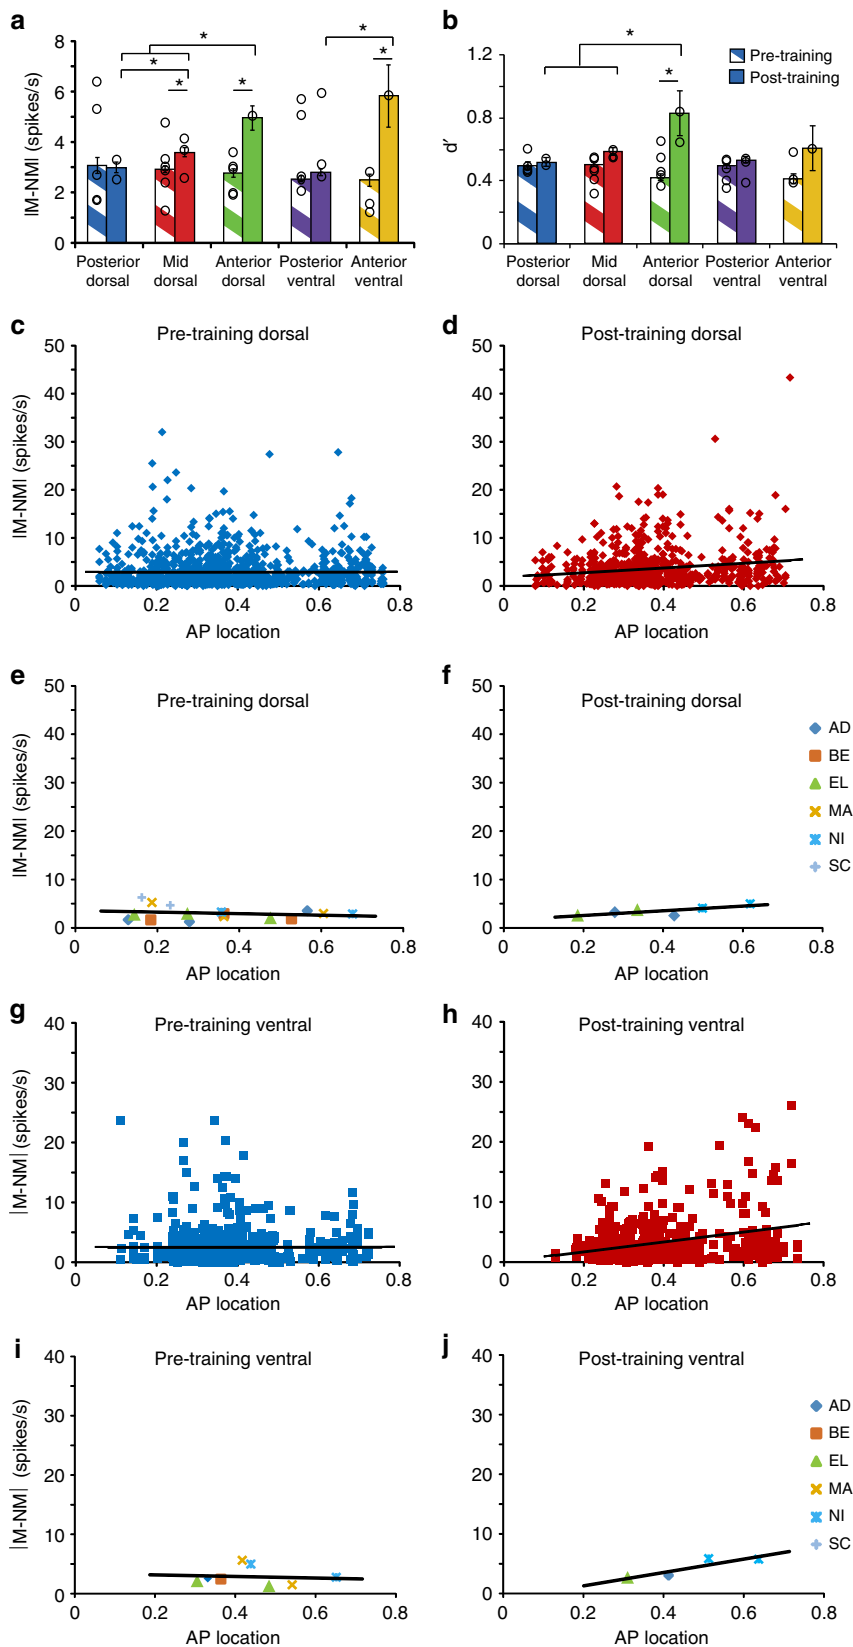 a
b
|M-NM| (spikes/s)
8
6
4
2
0
* * * * * *
Posterior dorsal
Mid dorsal
Anterior dorsal
Posterior ventral
Anterior ventral
d′
1.2
0.8
0.4
0
* *
Pre-training
Post-training
Posterior dorsal
Mid dorsal
Anterior dorsal
Posterior ventral
Anterior ventral
c
Pre-training dorsal
|M-NM| (spikes/s)
50
40
30
20
10
0
0 0.2 0.4 0.6 0.8
AP location
d
Post-training dorsal
50
40
30
20
10
0
0 0.2 0.4 0.6 0.8
AP location
e
Pre-training dorsal
|M-NM| (spikes/s)
50
40
30
20
10
0
0 0.2 0.4 0.6 0.8
AP location
f
Post-training dorsal
50
40
30
20
10
0
0 0.2 0.4 0.6 0.8
AP location
AD
BE
EL
MA
NI
SC
g
Pre-training ventral
|M-NM| (spikes/s)
40
30
20
10
0
0 0.2 0.4 0.6 0.8
AP location
h
Post-training ventral
40
30
20
10
0
0 0.2 0.4 0.6 0.8
AP location
i
Pre-training ventral
|M-NM| (spikes/s)
40
30
20
10
0
0 0.2 0.4 0.6 0.8
AP location
j
Post-training ventral
40
30
20
10
0
0 0.2 0.4 0.6 0.8
AP location
AD
BE
EL
MA
NI
SC